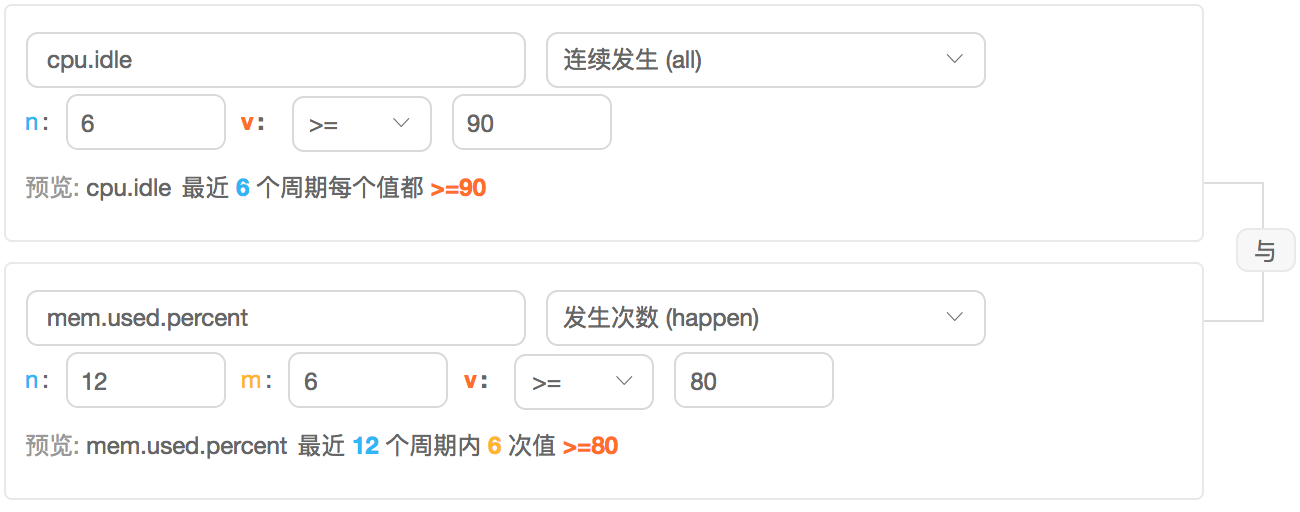 cpu.idle 连续发生 (all)
n: 6 v: >= 90
预览: cpu.idle 最近 6 个周期每个值都 >=90
与
mem.used.percent 发生次数 (happen)
n: 12 m: 6 v: >= 80
预览: mem.used.percent 最近 12 个周期内 6 次值 >=80